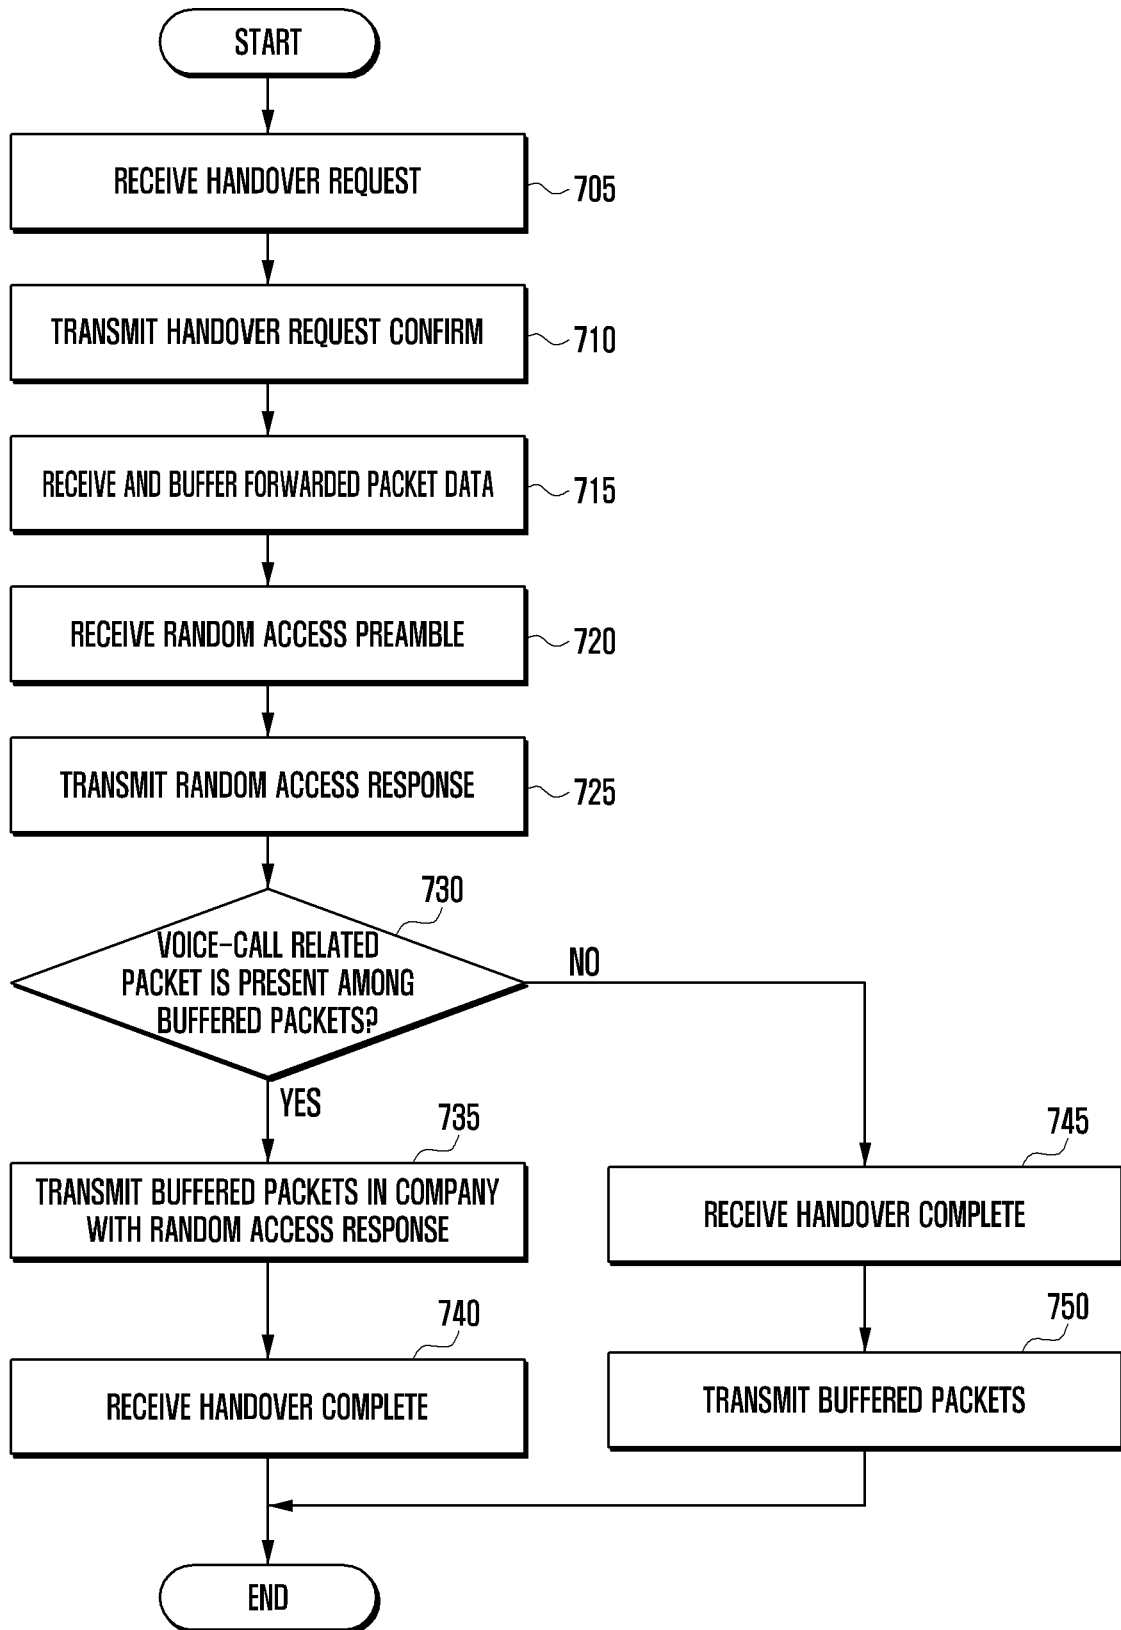 START
RECEIVE HANDOVER REQUEST
705
TRANSMIT HANDOVER REQUEST CONFIRM
710
RECEIVE AND BUFFER FORWARDED PACKET DATA
715
RECEIVE RANDOM ACCESS PREAMBLE
720
TRANSMIT RANDOM ACCESS RESPONSE
725
730
VOICE-CALL RELATED
PACKET IS PRESENT AMONG
BUFFERED PACKETS?
NO
YES
735
TRANSMIT BUFFERED PACKETS IN COMPANY
WITH RANDOM ACCESS RESPONSE
745
RECEIVE HANDOVER COMPLETE
740
RECEIVE HANDOVER COMPLETE
750
TRANSMIT BUFFERED PACKETS
END